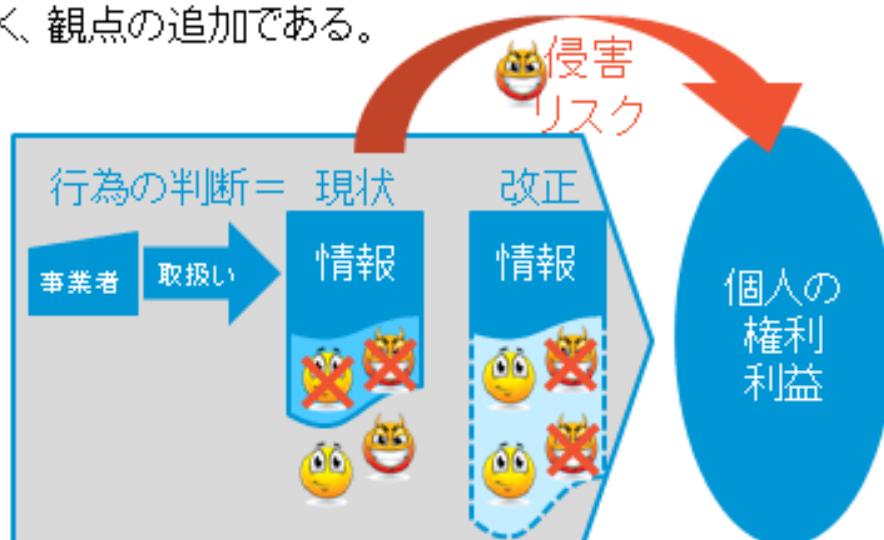 く、観点の追加である。
侵害
リスク
行為の判断＝ 現状 改正
事業者 取扱い 情報 情報
個人の
権利
利益